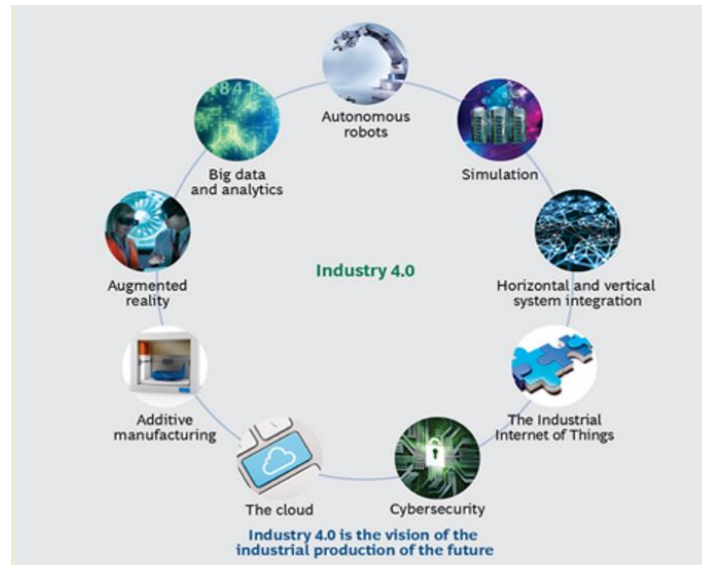 Autonomous
robots
Simulation
Horizontal and vertical
system integration
The Industrial
Internet of Things
Cybersecurity
The cloud
Additive
manufacturing
Augmented
reality
Big data
and analytics
Industry 4.0
Industry 4.0 is the vision of the
industrial production of the future